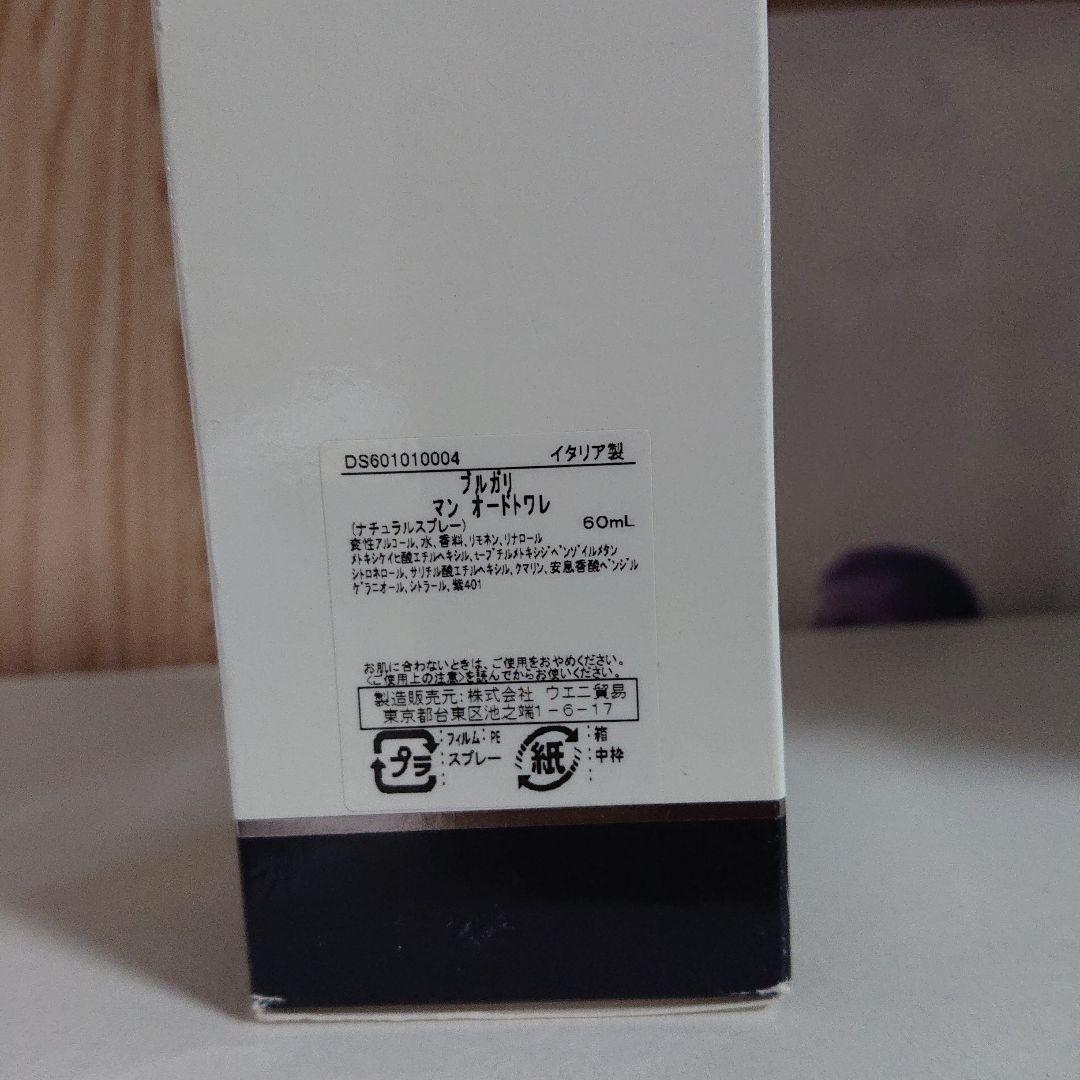 DS601010004 イタリア製
ブルガリ
マン オードトワレ
(ナチュラルスプレー) 60mL
変性アルコール、水、香料、リモネン、リナロール
メトキシケイヒ酸エチルヘキシル、t-ブチルメトキシジベンゾイルメタン
シトロネロール、サリチル酸エチルヘキシル、クマリン、安息香酸ベンジル
ゲラニオール、シトラール、紫401
お肌に合わないときは、ご使用をおやめください。
<ご使用上の注意>を読んでからお使いください。
製造販売元:株式会社 ウエニ貿易
東京都台東区池之端1-6-17
プラ :フィルム:PE
:スプレー
:
紙 :箱
:中枠
: